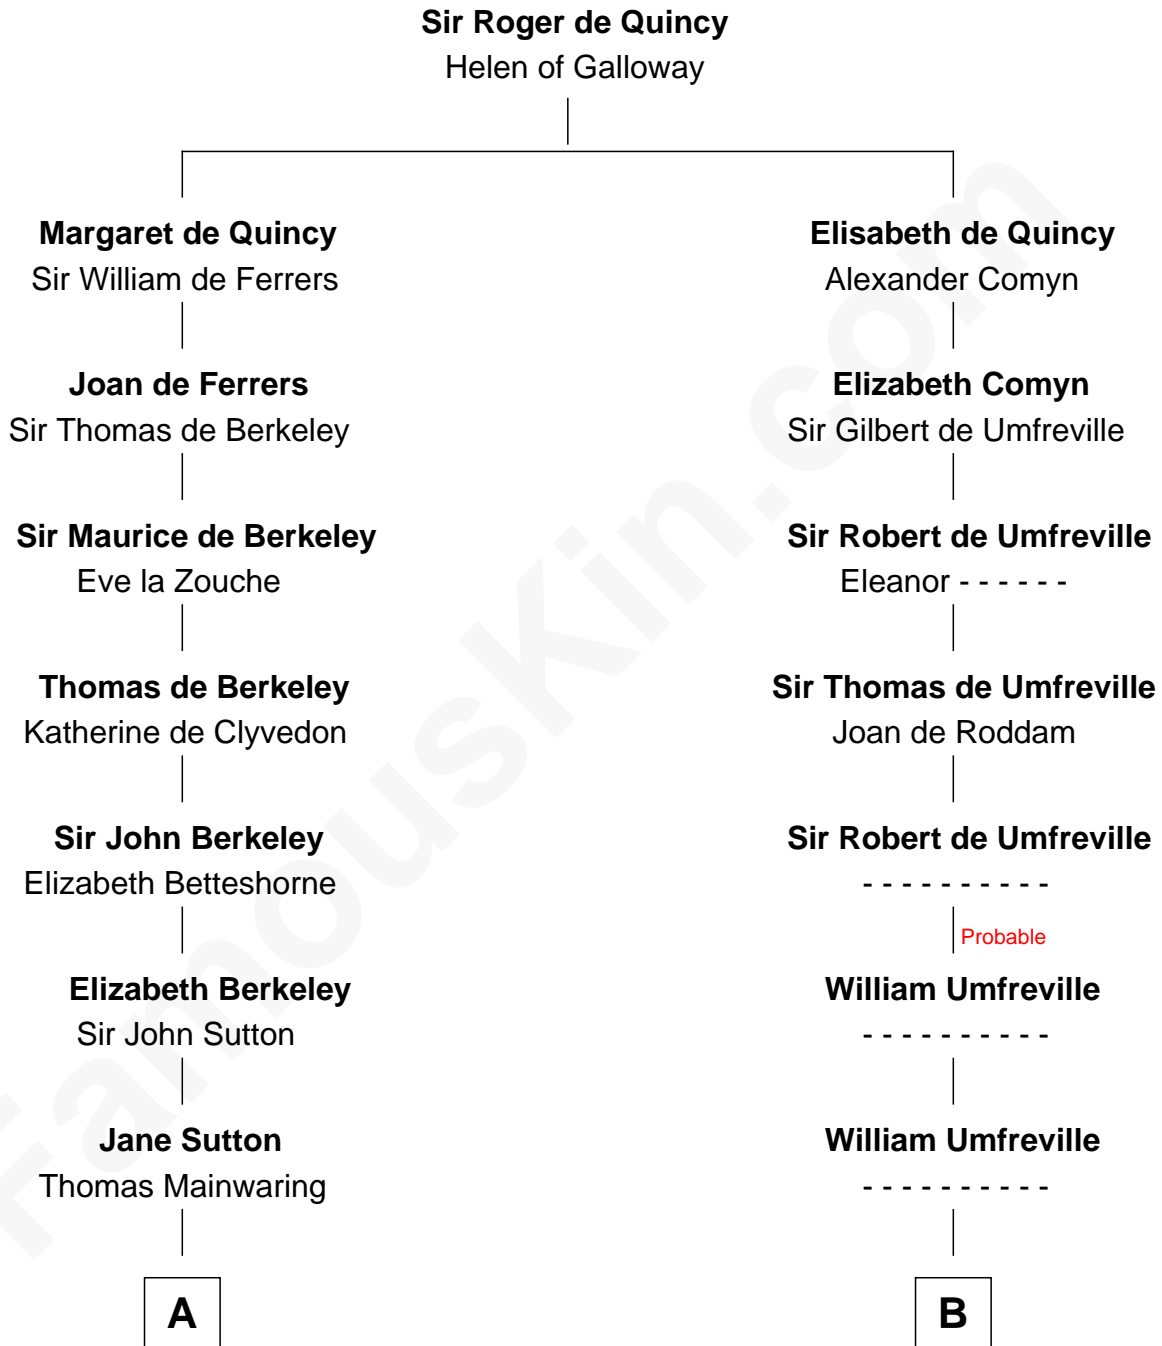 Sir Roger de Quincy
Helen of Galloway
Margaret de Quincy
Sir William de Ferrers
Elisabeth de Quincy
Alexander Comyn
Joan de Ferrers
Sir Thomas de Berkeley
Elizabeth Comyn
Sir Gilbert de Umfreville
Sir Maurice de Berkeley
Eve la Zouche
Sir Robert de Umfreville
Eleanor - - - - - -
Thomas de Berkeley
Katherine de Clyvedon
Sir Thomas de Umfreville
Joan de Roddam
Sir John Berkeley
Elizabeth Betteshorne
Sir Robert de Umfreville
- - - - - - - - - -
Probable
Elizabeth Berkeley
Sir John Sutton
William Umfreville
- - - - - - - - - -
Jane Sutton
Thomas Mainwaring
William Umfreville
- - - - - - - - - -
A
B
FamousKin.com